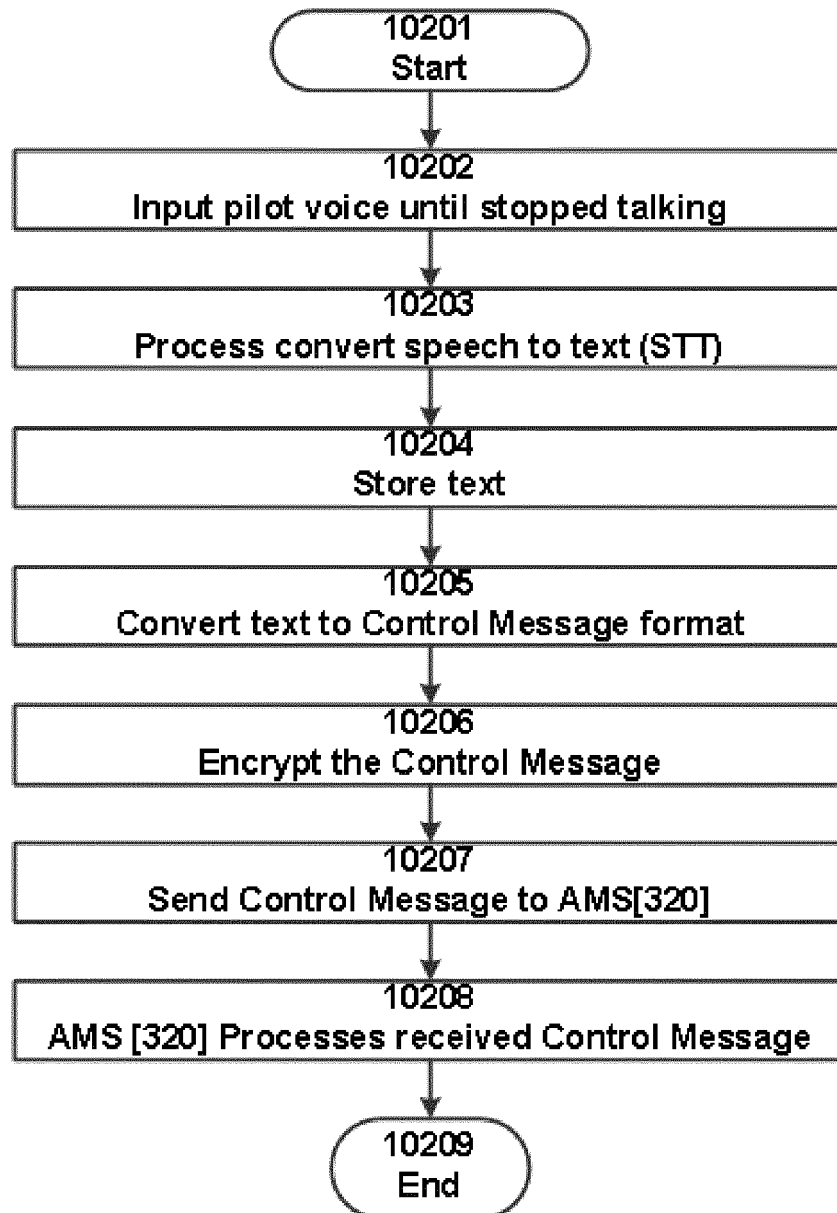 10201
Start
10202
Input pilot voice until stopped talking
10203
Process convert speech to text (STT)
10204
Store text
10205
Convert text to Control Message format
10206
Encrypt the Control Message
10207
Send Control Message to AMS[320]
10208
AMS [320] Processes received Control Message
10209
End